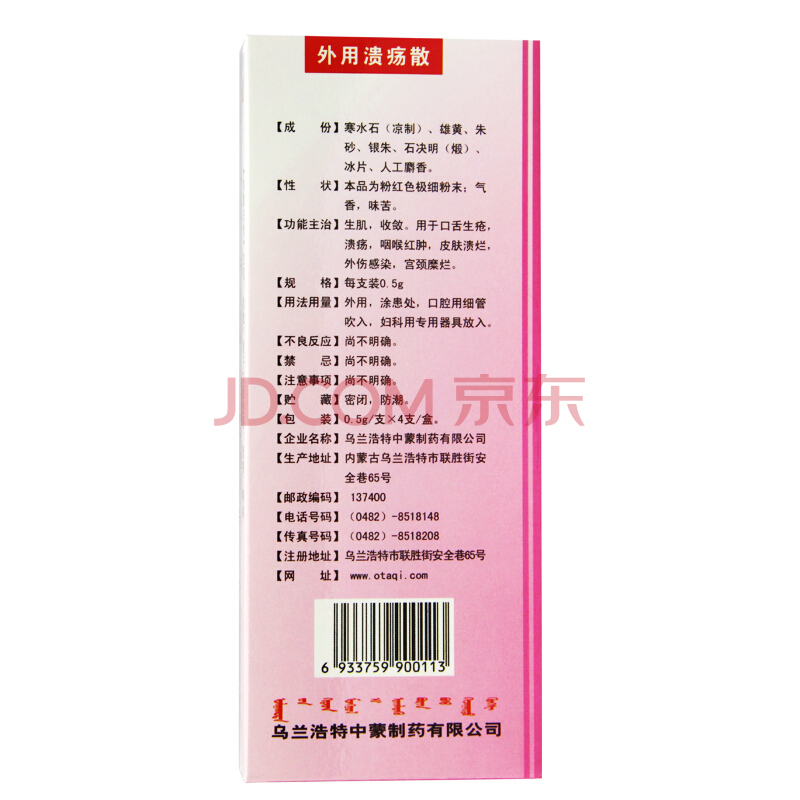 外用溃疡散
【成　份】寒水石（凉制）、雄黄、朱
砂、银朱、石决明（煅）、
冰片、人工麝香。
【性　状】本品为粉红色极细粉末；气
香，味苦。
【功能主治】生肌，收敛。用于口舌生疮，
溃疡，咽喉红肿，皮肤溃烂，
外伤感染，宫颈糜烂。
【规　格】每支装0.5g
【用法用量】外用，涂患处，口腔用细管
吹入，妇科用专用器具放入。
【不良反应】尚不明确。
【禁　忌】尚不明确。
【注意事项】尚不明确。
【贮　藏】密闭，防潮。
JD.COM 京东
【包　装】0.5g/支×4支/盒。
【企业名称】乌兰浩特中蒙制药有限公司
【生产地址】内蒙古乌兰浩特市联胜街安
全巷65号
【邮政编码】 137400
【电话号码】（0482）-8518148
【传真号码】（0482）-8518208
【注册地址】乌兰浩特市联胜街安全巷65号
【网　址】 www.otaqi.com
6 933759 900113
乌兰浩特中蒙制药有限公司